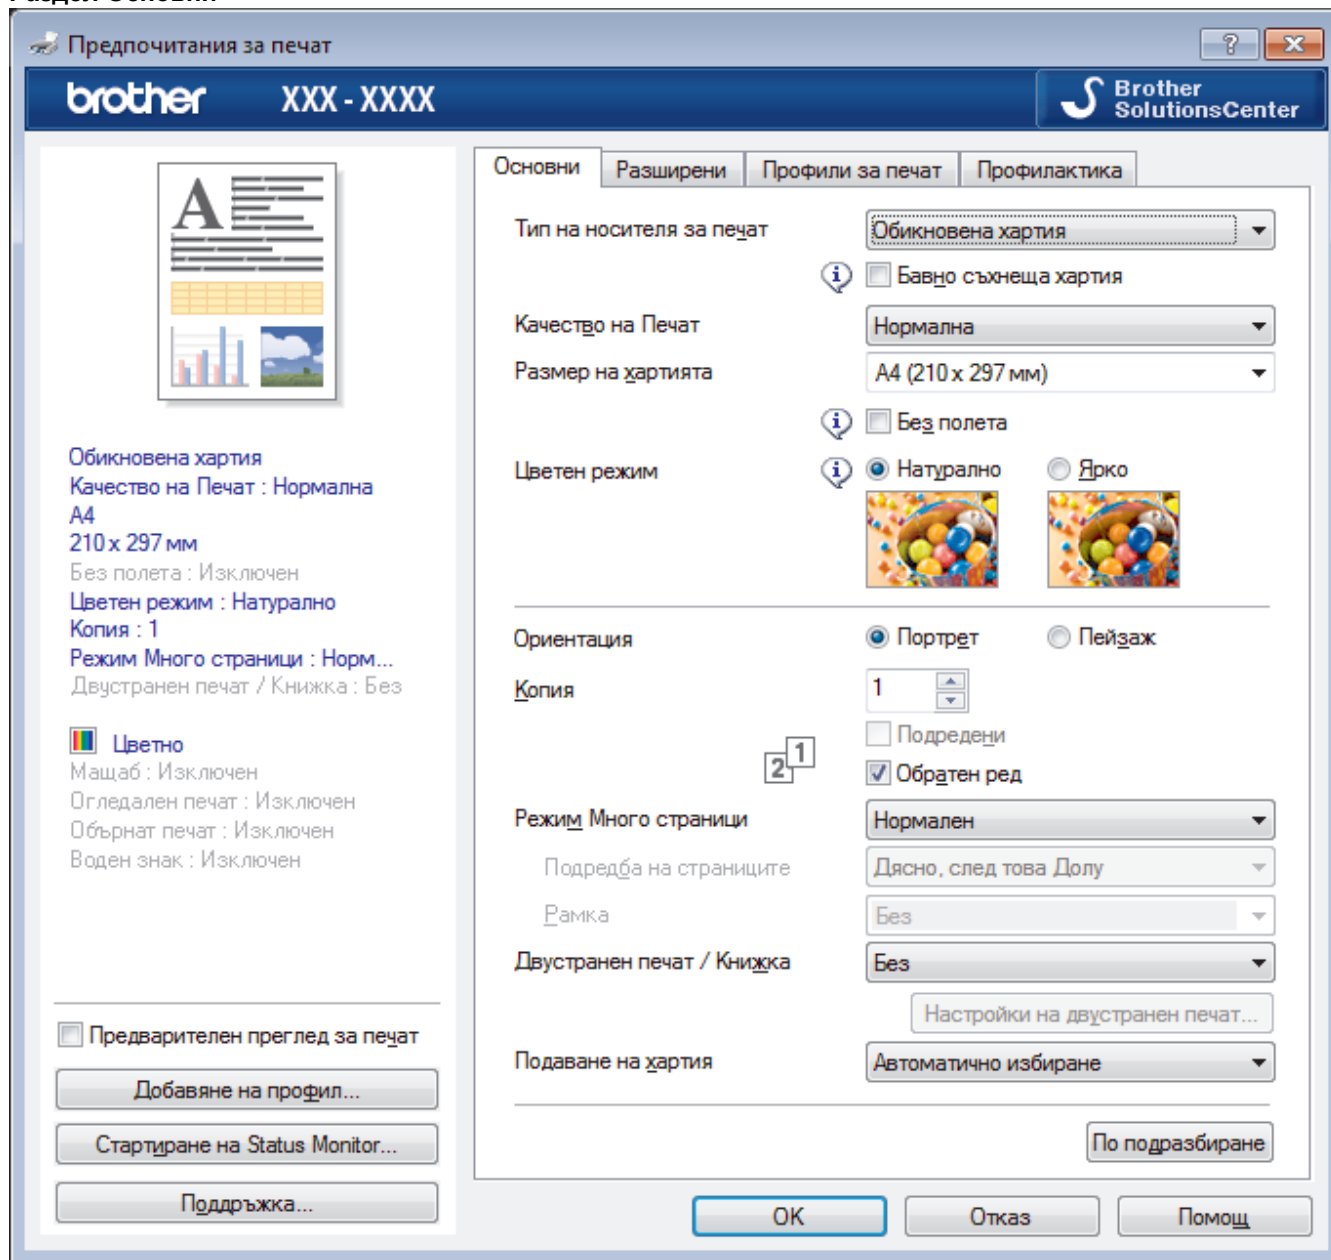 Предпочитания за печат
brother XXX - XXXX Brother SolutionsCenter
Основни Разширени Профили за печат Профилактика
Тип на носителя за печат Обикновена хартия
Бавно съхнеща хартия
Качество на Печат Нормална
Размер на хартията A4 (210 x 297 мм)
Без полета
Цветен режим Натурално Ярко
Ориентация Портрет Пейзаж
Копия 1
Подредени
2 1
Обратен ред
Режим Много страници Нормален
Подредба на страниците Дясно, след това Долу
Рамка Без
Двустранен печат / Книжка Без
Настройки на двустранен печат...
Подаване на хартия Автоматично избиране
По подразбиране
A
Обикновена хартия
Качество на Печат : Нормална
A4
210 x 297 мм
Без полета : Изключен
Цветен режим : Натурално
Копия : 1
Режим Много страници : Норм...
Двустранен печат / Книжка : Без
Цветно
Мащаб : Изключен
Огледален печат : Изключен
Обърнат печат : Изключен
Воден знак : Изключен
Предварителен преглед за печат
Добавяне на профил...
Стартиране на Status Monitor...
Поддръжка...
OK Отказ Помощ